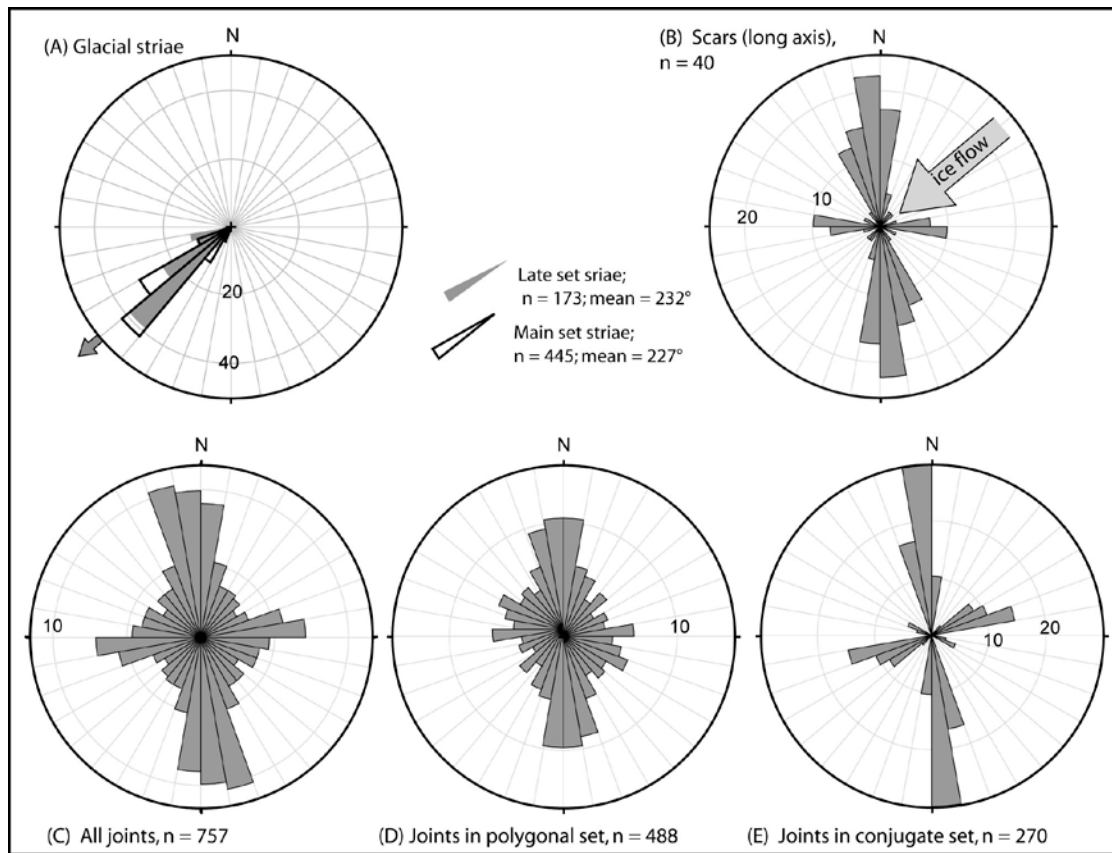 (A) Glacial striae
N
20
40
Late set sriae;
n = 173; mean = 232°
Main set striae;
n = 445; mean = 227°
(B) Scars (long axis),
n = 40
N
ice flow
10
20
N
10
(C) All joints, n = 757
N
10
(D) Joints in polygonal set, n = 488
N
10
20
(E) Joints in conjugate set, n = 270